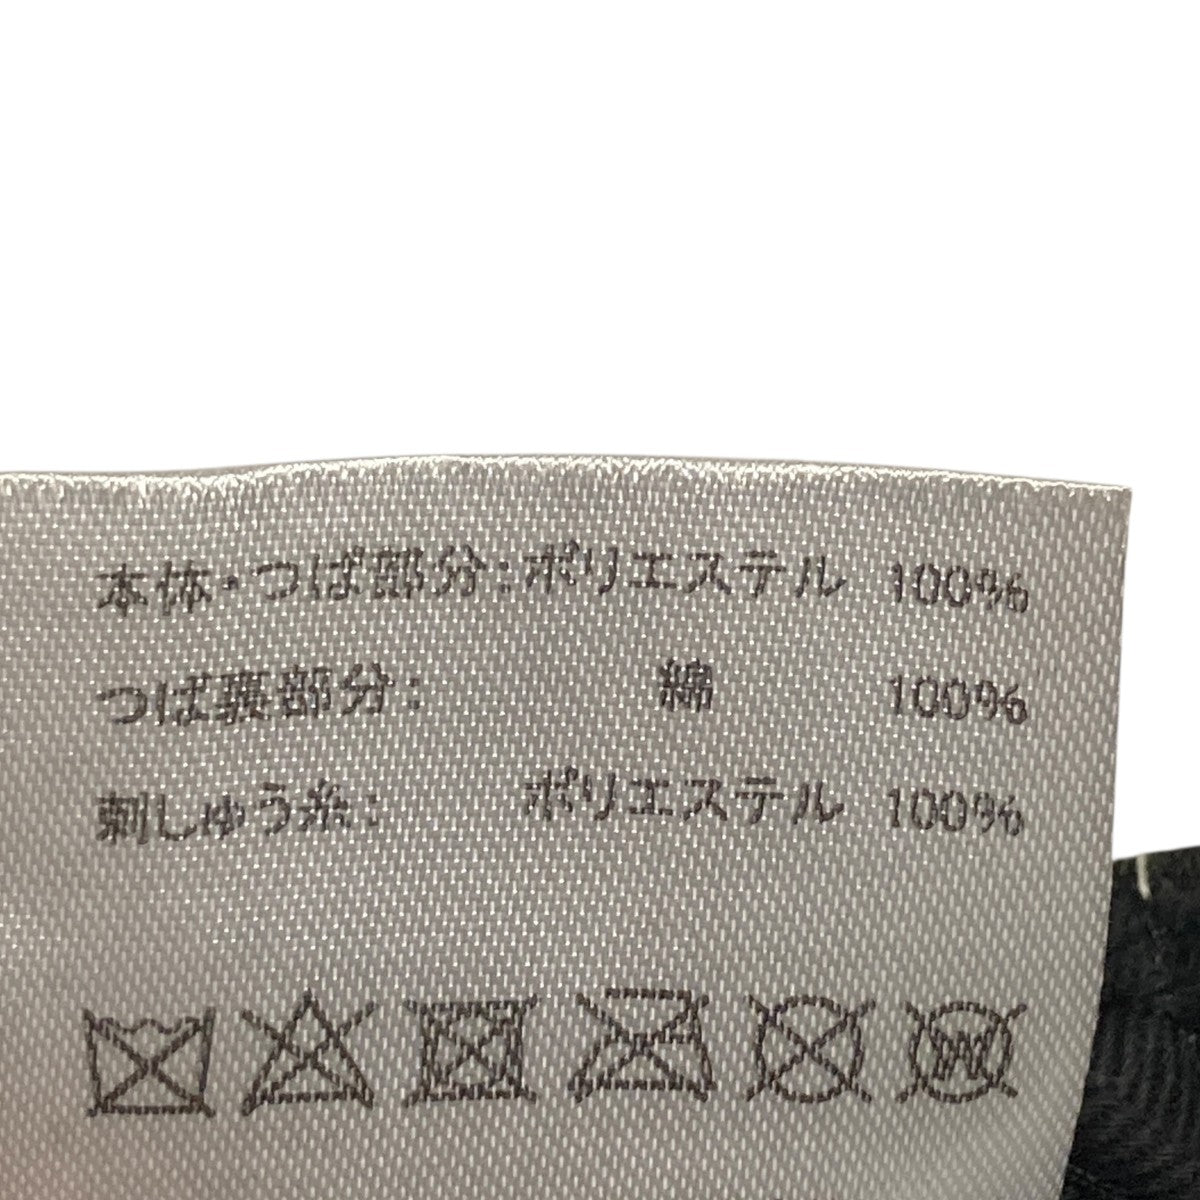 本体・つば部分:ポリエステル 100%
つば裏部分: 綿 100%
刺しゅう糸: ポリエステル 100%